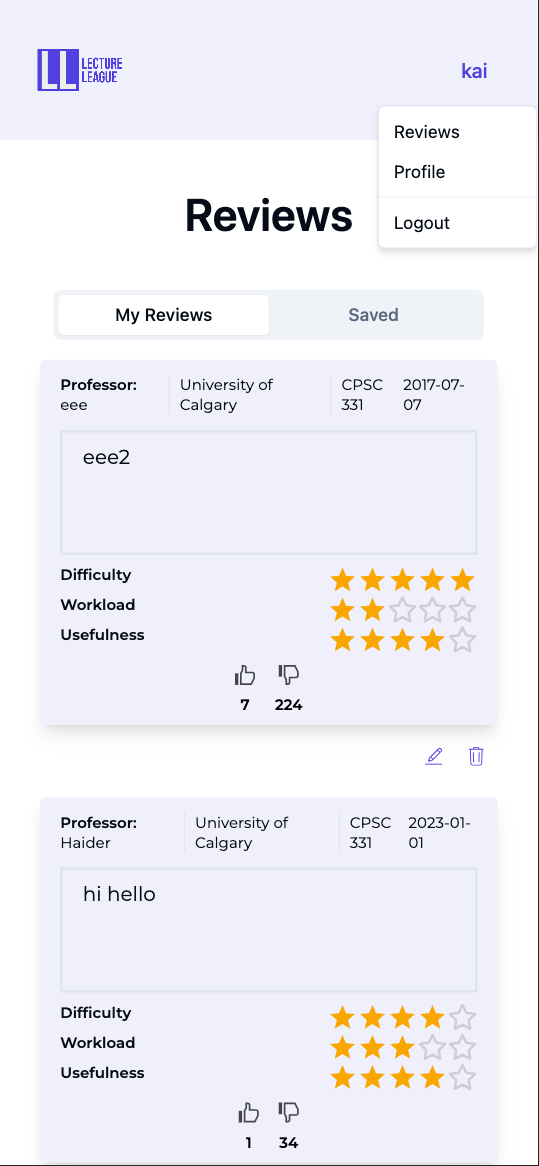 LECTURE
LEAGUE
kai
Reviews
Profile
Logout
Reviews
My Reviews Saved
Professor:
eee
University of
Calgary
CPSC
331
2017-07-
07
eee2
Difficulty
Workload
Usefulness
7 224
Professor:
Haider
University of
Calgary
CPSC
331
2023-01-
01
hi hello
Difficulty
Workload
Usefulness
1 34